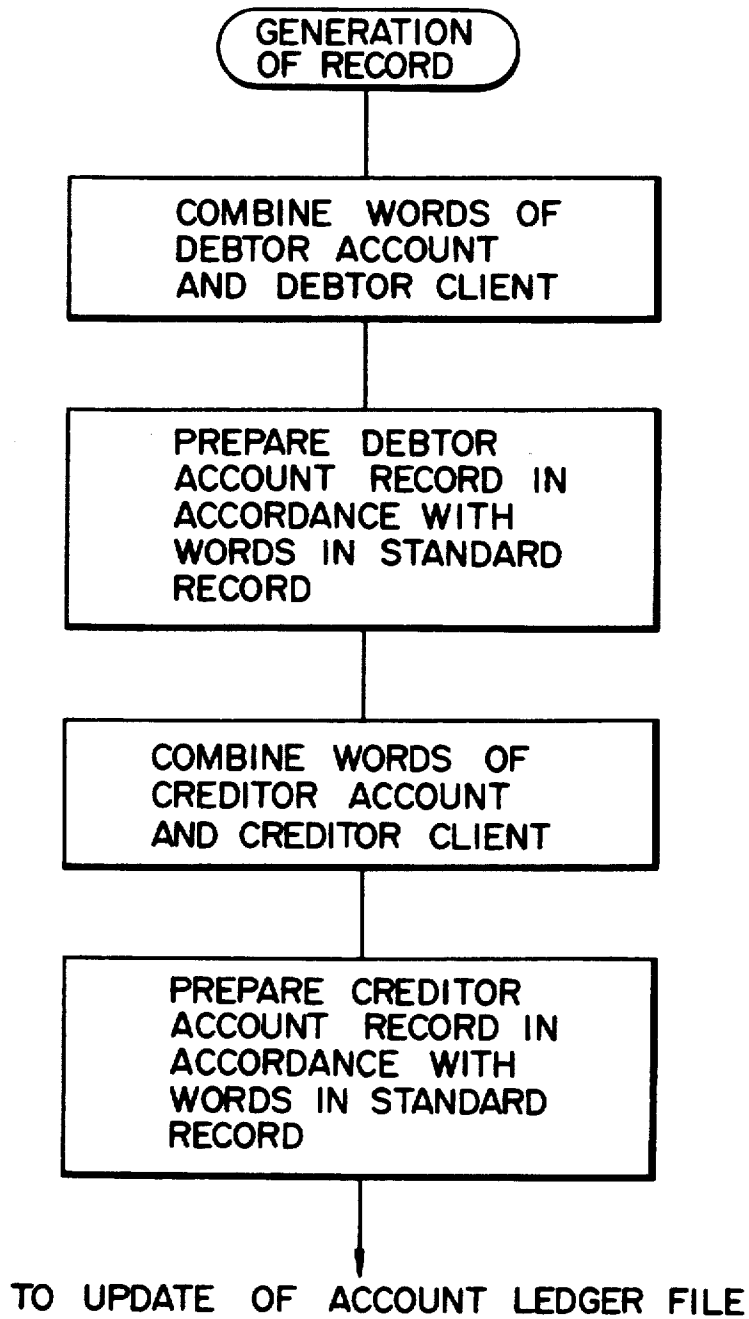 GENERATION
OF RECORD
COMBINE WORDS OF
DEBTOR ACCOUNT
AND DEBTOR CLIENT
PREPARE DEBTOR
ACCOUNT RECORD IN
ACCORDANCE WITH
WORDS IN STANDARD
RECORD
COMBINE WORDS OF
CREDITOR ACCOUNT
AND CREDITOR CLIENT
PREPARE CREDITOR
ACCOUNT RECORD IN
ACCORDANCE WITH
WORDS IN STANDARD
RECORD
TO UPDATE OF ACCOUNT LEDGER FILE